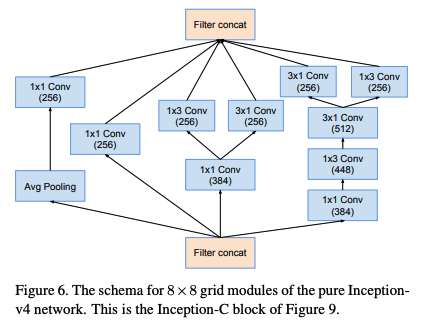 Filter concat
3x1 Conv
(256)
1x3 Conv
(256)
1x1 Conv
(256)
1x3 Conv
(256)
3x1 Conv
(256)
3x1 Conv
(512)
1x1 Conv
(256)
1x3 Conv
(448)
1x1 Conv
(384)
Avg Pooling
1x1 Conv
(384)
Filter concat
Figure 6. The schema for 8 × 8 grid modules of the pure Inception-
v4 network. This is the Inception-C block of Figure 9.